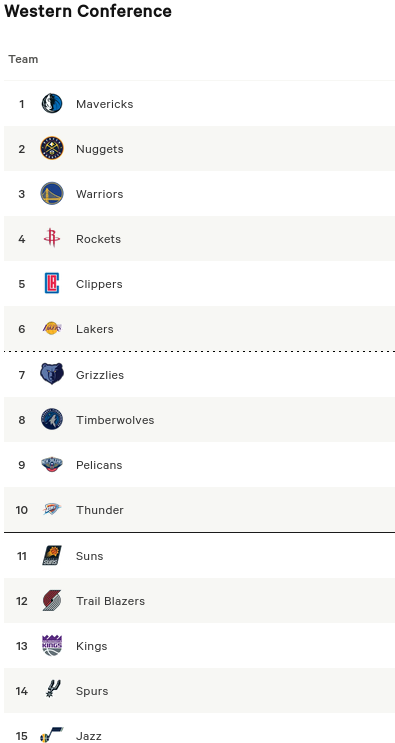 Western Conference
Team
1 Mavericks
2 Nuggets
3 Warriors
4 Rockets
5 Clippers
6 Lakers
7 Grizzlies
8 Timberwolves
9 Pelicans
10 Thunder
11 Suns
12 Trail Blazers
13 Kings
14 Spurs
15 Jazz